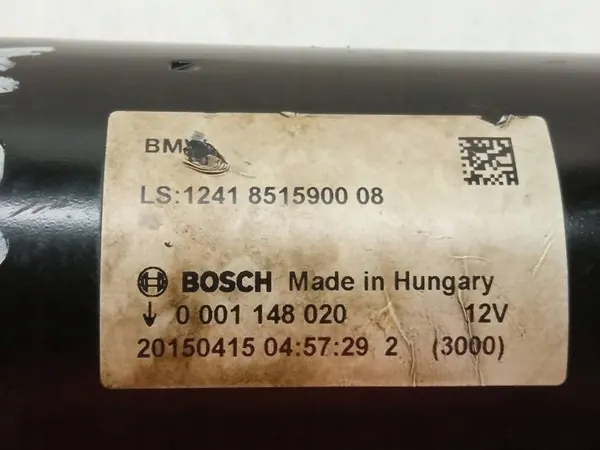 BM
LS:1241 8515900 08
BOSCH Made in Hungary
↓ 0 001 148 020 12V
20150415 04:57:29 2 (3000)